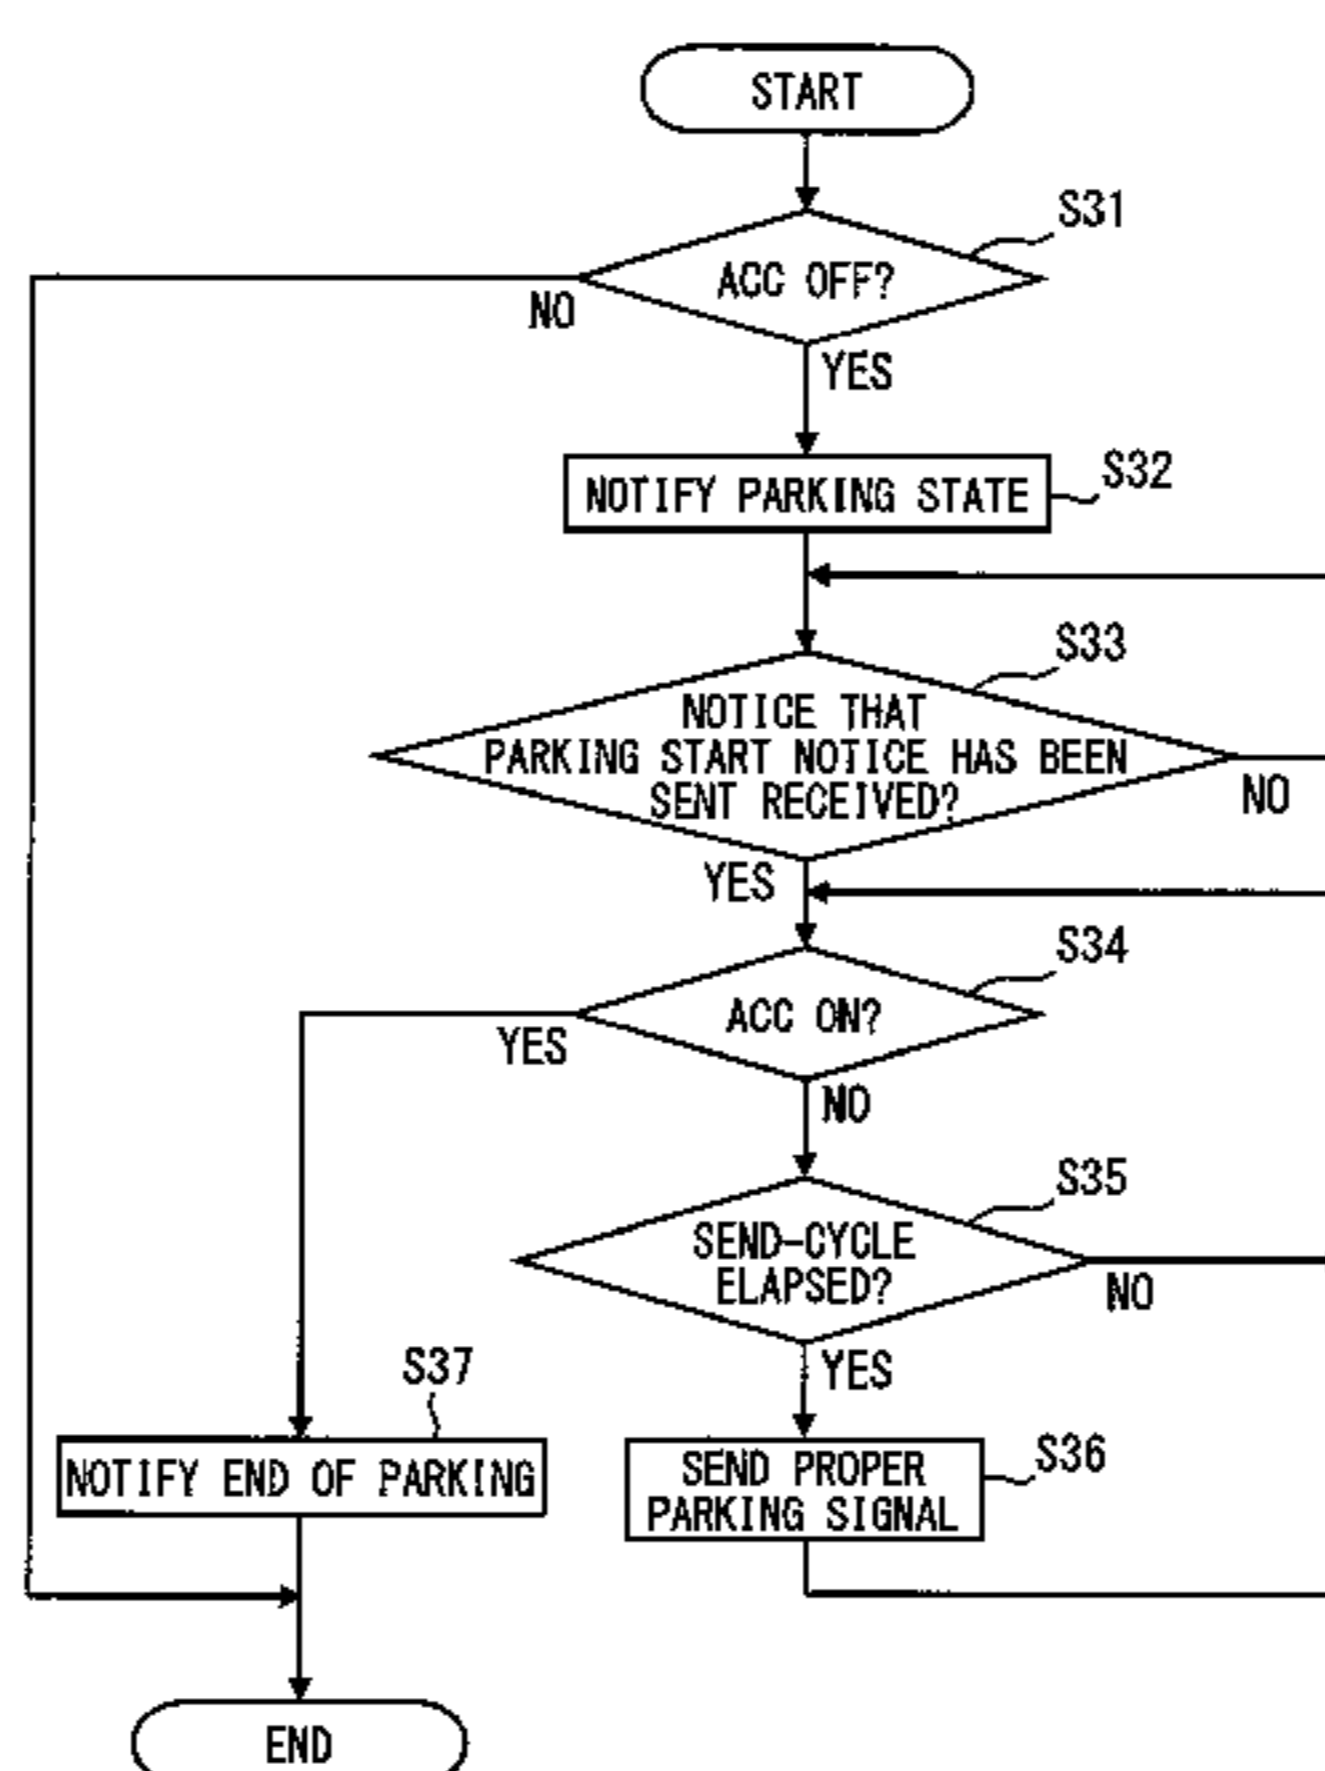 START
S31
ACC OFF?
NO
YES
S32
NOTIFY PARKING STATE
S33
NOTICE THAT
PARKING START NOTICE HAS BEEN
SENT RECEIVED?
NO
YES
S34
ACC ON?
YES
NO
S35
SEND-CYCLE
ELAPSED?
NO
YES
S37
NOTIFY END OF PARKING
S36
SEND PROPER
PARKING SIGNAL
END